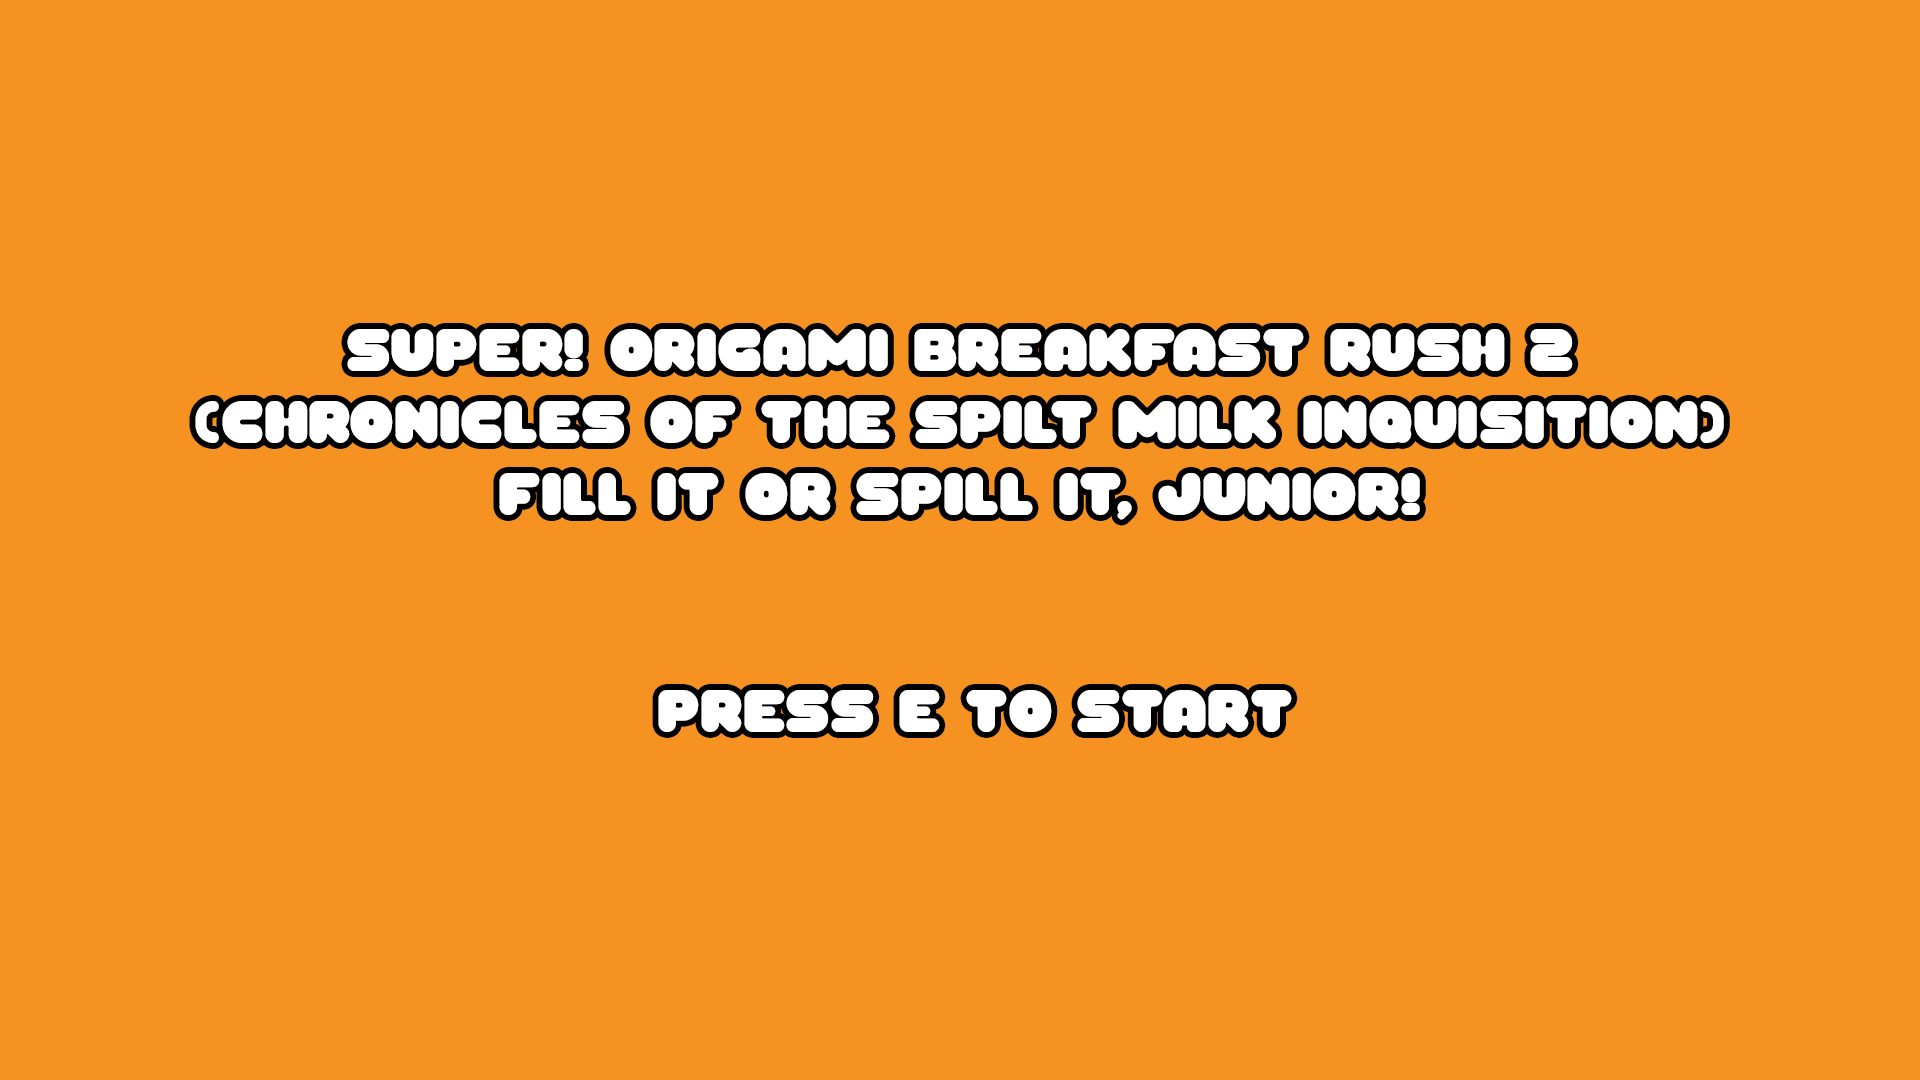 SUPER! ORIGAMI BREAKFAST RUSH 2
(CHRONICLES OF THE SPILT MILK INQUISITION)
FILL IT OR SPILL IT, JUNIOR!
PRESS E TO START